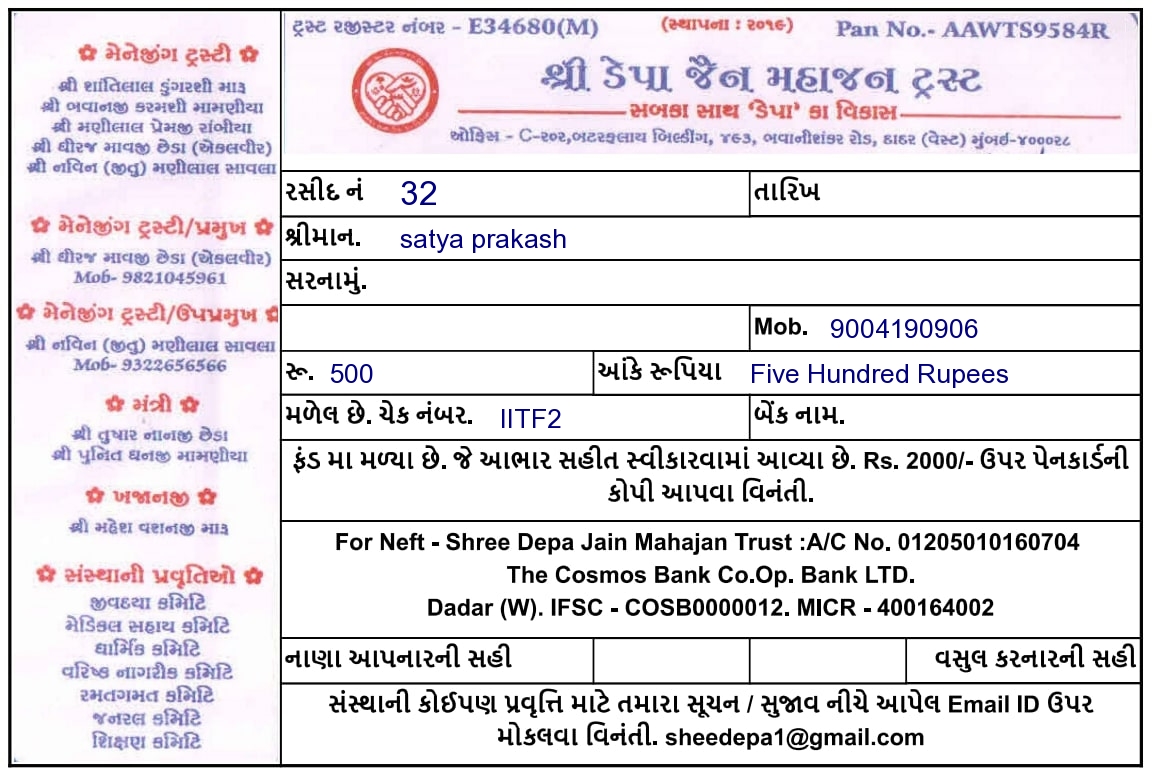 ✿ મેનેજીંગ ટ્રસ્ટી ✿
શ્રી શાંતિલાલ ડુંગરશી મારૂ
શ્રી બવાનજી કરમશી મામણીયા
શ્રી મણીલાલ પ્રેમજી રાંભીયા
શ્રી ધીરજ માવજી છેડા (એકલવીર)
શ્રી નવિન (જીતુ) મણીલાલ સાવલા
✿ મેનેજીંગ ટ્રસ્ટી/પ્રમુખ ✿
શ્રી ધીરજ માવજી છેડા (એકલવીર)
Mob- 9821045961
✿ મેનેજીંગ ટ્રસ્ટી/ઉપપ્રમુખ ✿
શ્રી નવિન (જીતુ) મણીલાલ સાવલા
Mob- 9322656566
✿ મંત્રી ✿
શ્રી તુષાર નાનજી છેડા
શ્રી પુનિત ધનજી મામણીયા
✿ ખજાનજી ✿
શ્રી મહેશ વશનજી મારૂ
✿ સંસ્થાની પ્રવૃતિઓ ✿
જીવદયા કમિટિ
મેડિકલ સહાય કમિટિ
ધાર્મિક કમિટિ
વરિષ્ઠ નાગરીક કમિટિ
રમતગમત કમિટિ
જનરલ કમિટિ
શિક્ષણ કમિટિ
ટ્રસ્ટ રજીસ્ટર નંબર - E34680(M) (સ્થાપના : ૨૦૧૯) Pan No.- AAWTS9584R
શ્રી ડેપા જૈન મહાજન ટ્રસ્ટ
સબકા સાથ 'ડેપા' કા વિકાસ
ઓફિસ - C-૨૦૨,બટરફલાય બિલ્ડીંગ, ૪૬૩, ભવાનીશંકર રોડ, દાદર (વેસ્ટ) મુંબઇ-૪૦૦૦૨૮
રસીદ નં 32 તારિખ
શ્રીમાન. satya prakash
સરનામું.
Mob. 9004190906
રૂ. 500 આંકે રૂપિયા Five Hundred Rupees
મળેલ છે. ચેક નંબર. IITF2 બેંક નામ.
ફંડ મા મળ્યા છે. જે આભાર સહીત સ્વીકારવામાં આવ્યા છે. Rs. 2000/- ઉપર પેનકાર્ડની
કોપી આપવા વિનંતી.
For Neft - Shree Depa Jain Mahajan Trust :A/C No. 01205010160704
The Cosmos Bank Co.Op. Bank LTD.
Dadar (W). IFSC - COSB0000012. MICR - 400164002
નાણા આપનારની સહી વસુલ કરનારની સહી
સંસ્થાની કોઈપણ પ્રવૃત્તિ માટે તમારા સૂચન / સુજાવ નીચે આપેલ Email ID ઉપર
મોકલવા વિનંતી. sheedepa1@gmail.com